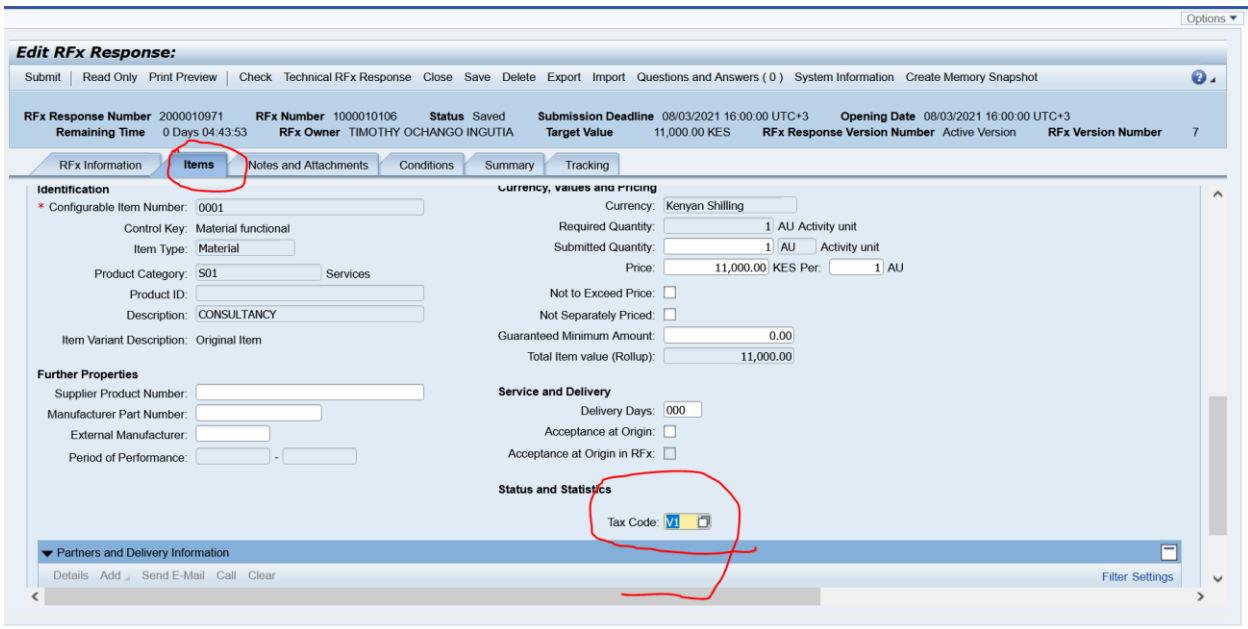 Options
Edit RFx Response:
Submit | Read Only Print Preview | Check Technical RFx Response Close Save Delete Export Import Questions and Answers ( 0 ) System Information Create Memory Snapshot
RFx Response Number 2000010971 RFx Number 1000010106 Status Saved Submission Deadline 08/03/2021 16:00:00 UTC+3 Opening Date 08/03/2021 16:00:00 UTC+3
Remaining Time 0 Days 04:43:53 RFx Owner TIMOTHY OCHANGO INGUTIA Target Value 11,000.00 KES RFx Response Version Number Active Version RFx Version Number 7
RFx Information Items Notes and Attachments Conditions Summary Tracking
Identification
* Configurable Item Number: 0001
Control Key: Material functional
Item Type: Material
Product Category: S01 Services
Product ID:
Description: CONSULTANCY
Item Variant Description: Original Item
Further Properties
Supplier Product Number:
Manufacturer Part Number:
External Manufacturer:
Period of Performance: -
Currency, Values and Pricing
Currency: Kenyan Shilling
Required Quantity: 1 AU Activity unit
Submitted Quantity: 1 AU Activity unit
Price: 11,000.00 KES Per: 1 AU
Not to Exceed Price:
Not Separately Priced:
Guaranteed Minimum Amount: 0.00
Total Item value (Rollup): 11,000.00
Service and Delivery
Delivery Days: 000
Acceptance at Origin:
Acceptance at Origin in RFx:
Status and Statistics
Tax Code: V1
Partners and Delivery Information
Details Add Send E-Mail Call Clear Filter Settings